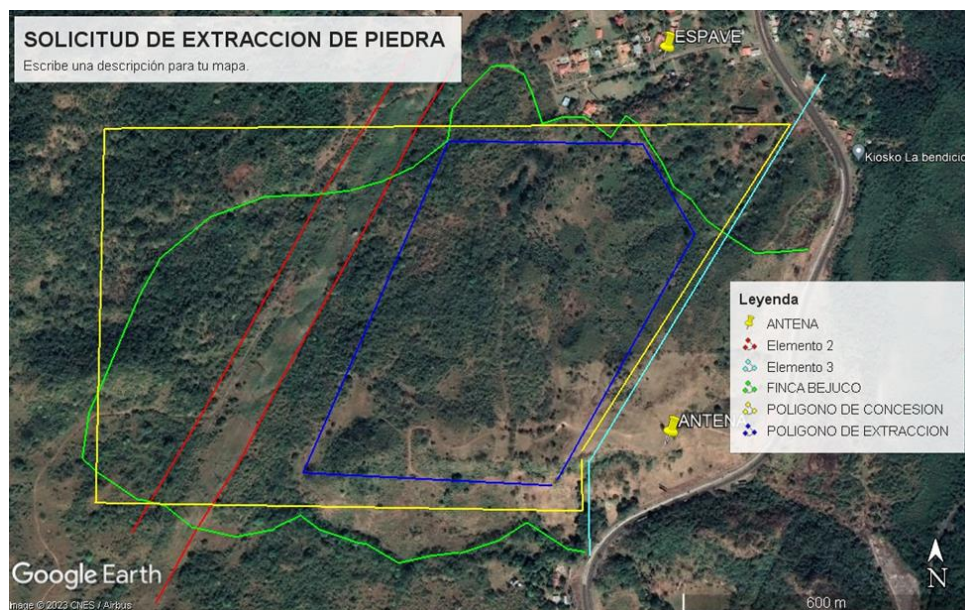 SOLICITUD DE EXTRACCION DE PIEDRA
Escribe una descripción para tu mapa.
ESPAVE
Kiosko La bendicio
Leyenda
ANTENA
Elemento 2
Elemento 3
FINCA BEJUCO
POLIGONO DE CONCESION
POLIGONO DE EXTRACCION
ANTENA
Google Earth
Image © 2023 CNES / Airbus
600 m
N